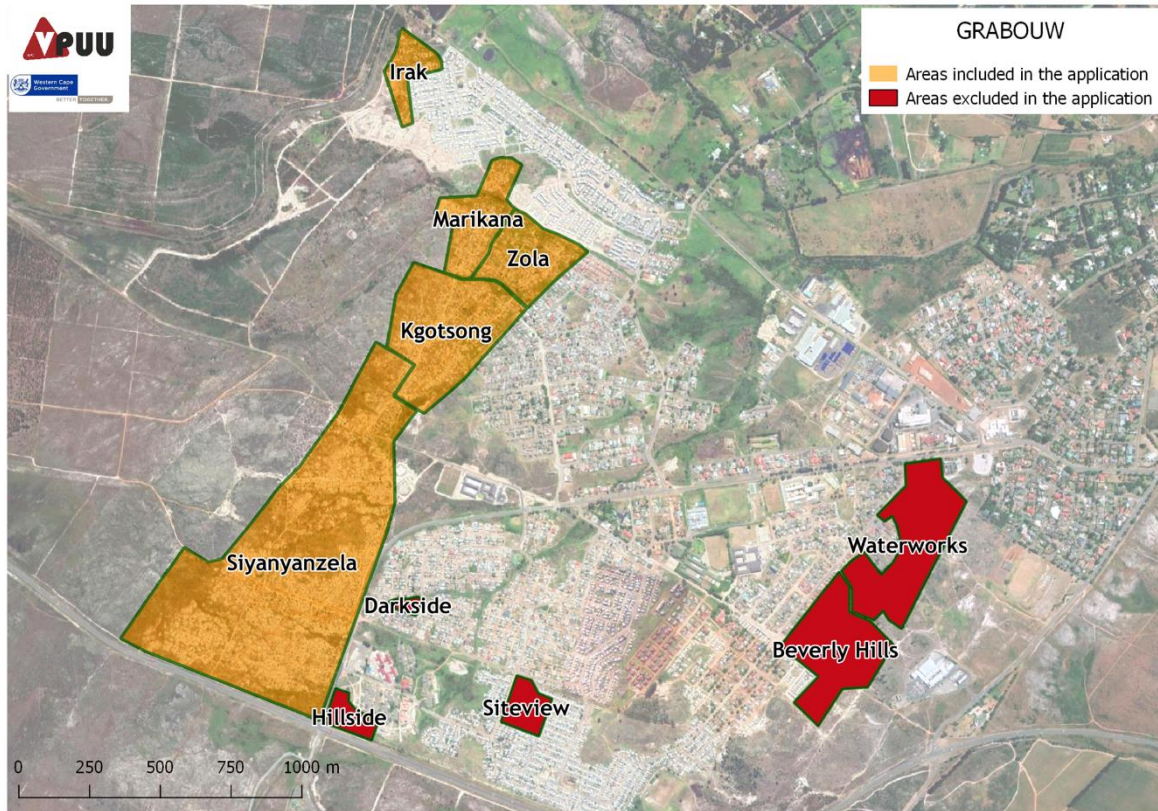 VPUU
NPC
Western Cape
Government
BETTER TOGETHER.
GRABOUW
Areas included in the application
Areas excluded in the application
Irak
Marikana
Zola
Kgotsong
Siyanyanzela
Darkside
Hillside
Siteview
Waterworks
Beverly Hills
0 250 500 750 1000 m